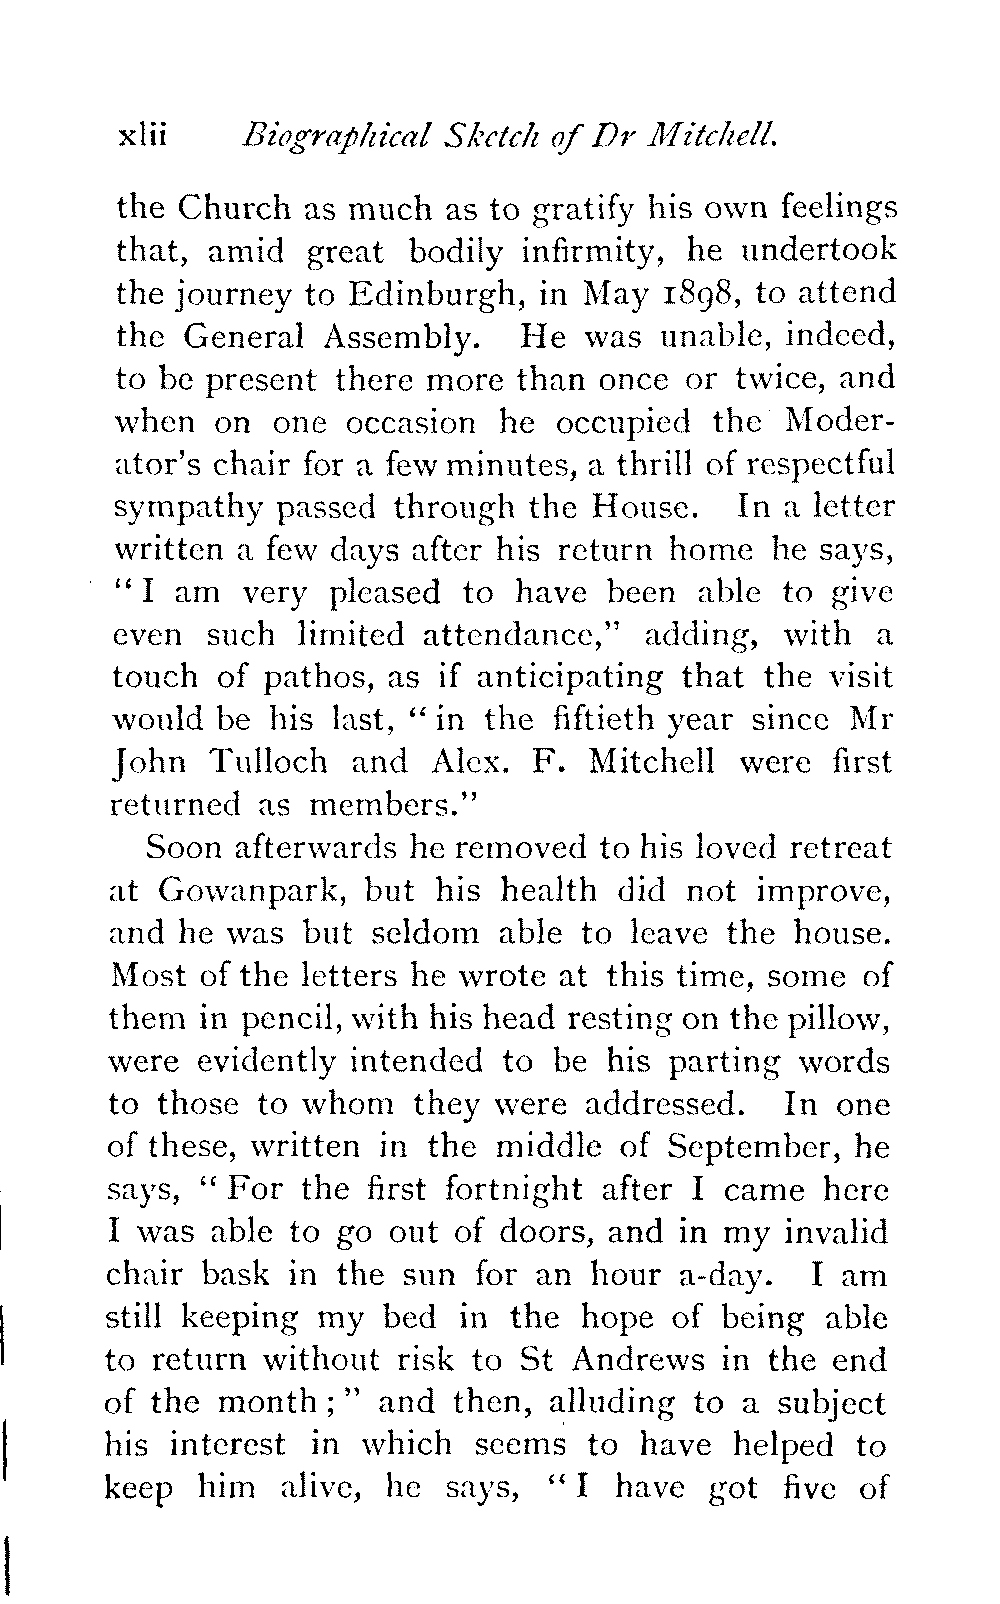 xlii Biographical Sketch of Dr Mitchell.
the Church as much as to gratify his own feelings
that, amid great bodily infirmity, he undertook
the journey to Edinburgh, in May 1898, to attend
the General Assembly. He was unable, indeed,
to be present there more than once or twice, and
when on one occasion he occupied the Moder-
ator's chair for a few minutes, a thrill of respectful
sympathy passed through the House. In a letter
written a few days after his return home he says,
“ I am very pleased to have been able to give
even such limited attendance,” adding, with a
touch of pathos, as if anticipating that the visit
would be his last, “ in the fiftieth year since Mr
John Tulloch and Alex. F. Mitchell were first
returned as members.”
Soon afterwards he removed to his loved retreat
at Gowanpark, but his health did not improve,
and he was but seldom able to leave the house.
Most of the letters he wrote at this time, some of
them in pencil, with his head resting on the pillow,
were evidently intended to be his parting words
to those to whom they were addressed. In one
of these, written in the middle of September, he
says, “ For the first fortnight after I came here
I was able to go out of doors, and in my invalid
chair bask in the sun for an hour a-day. I am
still keeping my bed in the hope of being able
to return without risk to St Andrews in the end
of the month ; ” and then, alluding to a subject
his interest in which seems to have helped to
keep him alive, he says, “ I have got five of